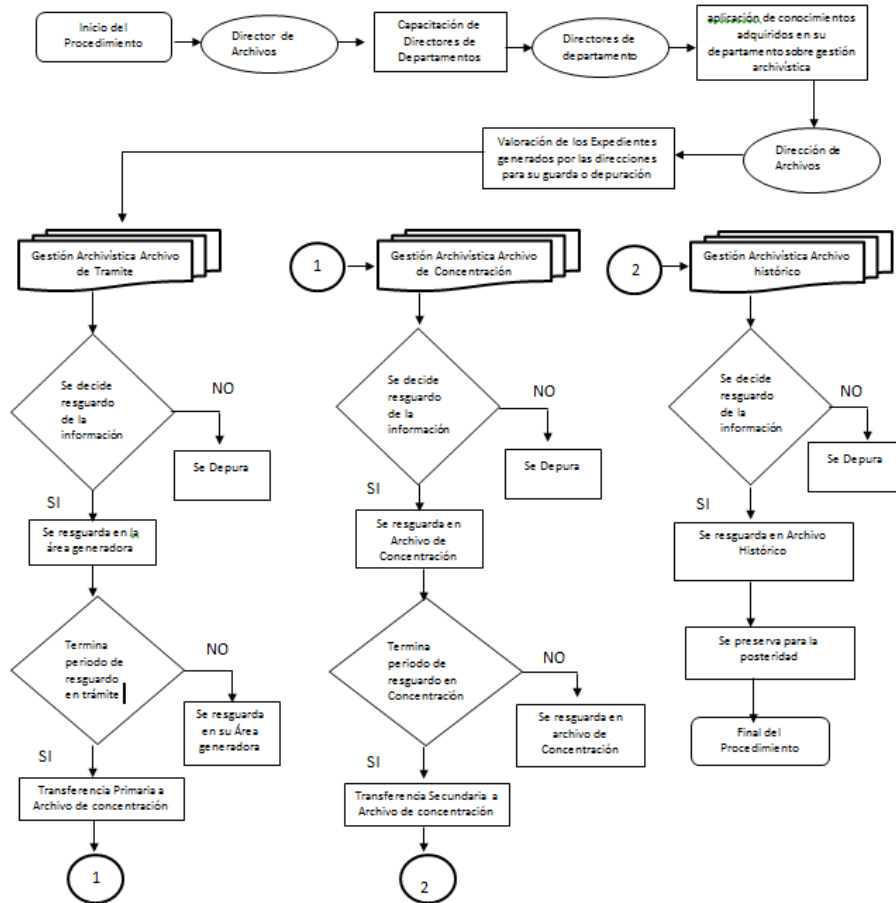 Inicio del
Procedimiento
Director de
Archivos
Capacitación de
Directores de
Departamentos
Directores de
departamento
aplicación de conocimientos
adquiridos en su
departamento sobre gestión
archivística
Dirección de
Archivos
Valoración de los Expedientes
generados por las direcciones
para su guarda o depuración
Gestión Archivística Archivo
de Tramite
Se decide
resguardo
de la
información
NO
Se Depura
SI
Se resguarda en la
área generadora
Termina
periodo de
resguardo
en trámite
NO
Se resguarda
en su Área
generadora
SI
Transferencia Primaria a
Archivo de concentración
1
1
Gestión Archivística Archivo
de Concentración
Se decide
resguardo
de la
información
NO
Se Depura
SI
Se resguarda en
Archivo de
Concentración
Termina
periodo de
resguardo en
Concentración
NO
Se resguarda en
archivo de
Concentración
SI
Transferencia Secundaria a
Archivo de concentración
2
2
Gestión Archivística Archivo
histórico
Se decide
resguardo
de la
información
NO
Se Depura
SI
Se resguarda en Archivo
Histórico
Se preserva para la
posteridad
Final del
Procedimiento